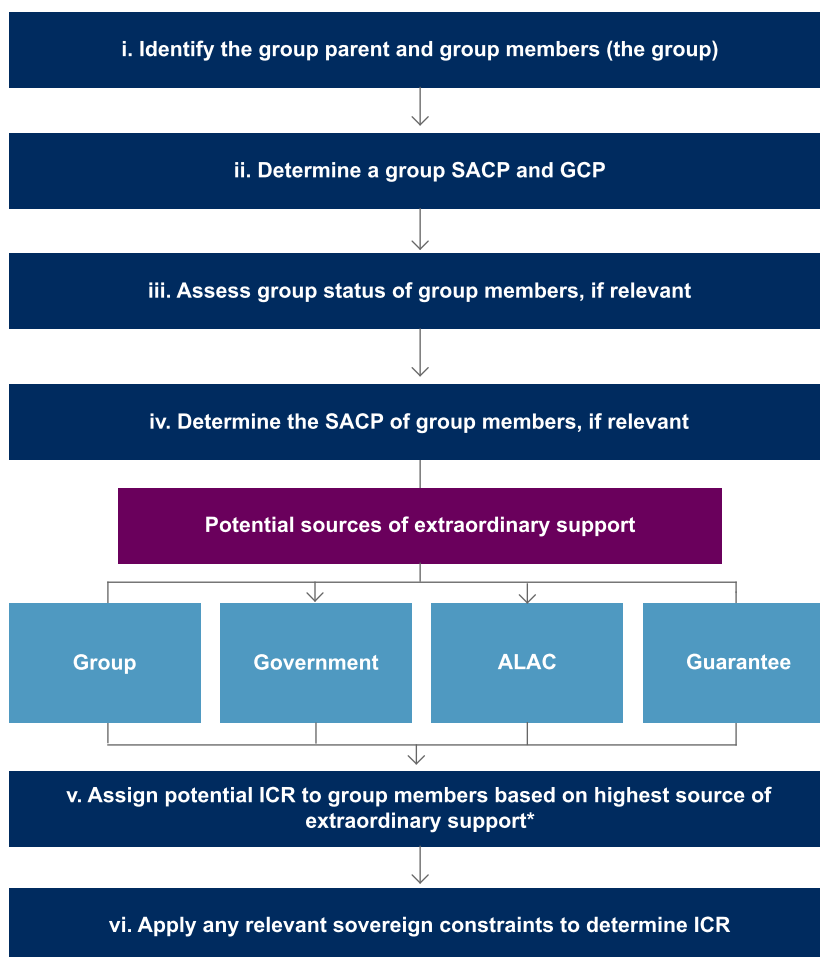 i. Identify the group parent and group members (the group)
ii. Determine a group SACP and GCP
iii. Assess group status of group members, if relevant
iv. Determine the SACP of group members, if relevant
Potential sources of extraordinary support
Group
Government
ALAC
Guarantee
v. Assign potential ICR to group members based on highest source of
extraordinary support*
vi. Apply any relevant sovereign constraints to determine ICR